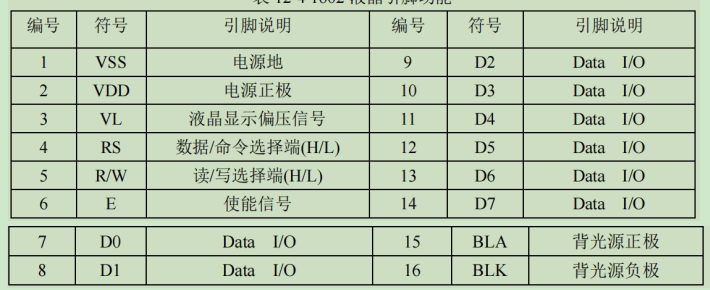 表 12-4 1602 液晶引脚功能
编号 符号 引脚说明 编号 符号 引脚说明
1 VSS 电源地 9 D2 Data I/O
2 VDD 电源正极 10 D3 Data I/O
3 VL 液晶显示偏压信号 11 D4 Data I/O
4 RS 数据/命令选择端(H/L) 12 D5 Data I/O
5 R/W 读/写选择端(H/L) 13 D6 Data I/O
6 E 使能信号 14 D7 Data I/O
7 D0 Data I/O 15 BLA 背光源正极
8 D1 Data I/O 16 BLK 背光源负极